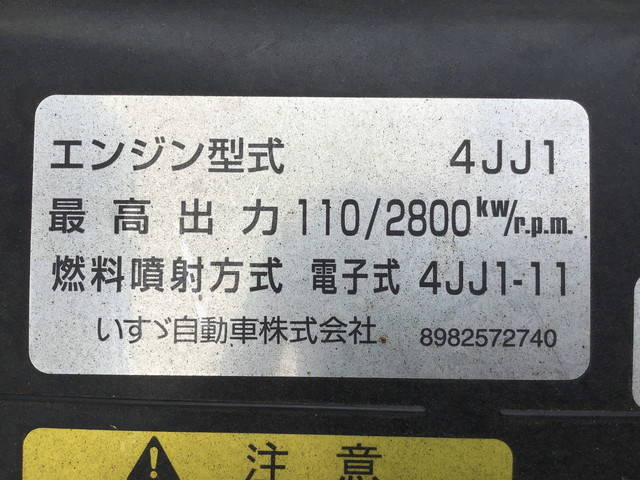 エンジン型式 4JJ1
最高出力 110/2800 kW/r.p.m.
燃料噴射方式 電子式 4JJ1-11
いすゞ自動車株式会社 8982572740
注意